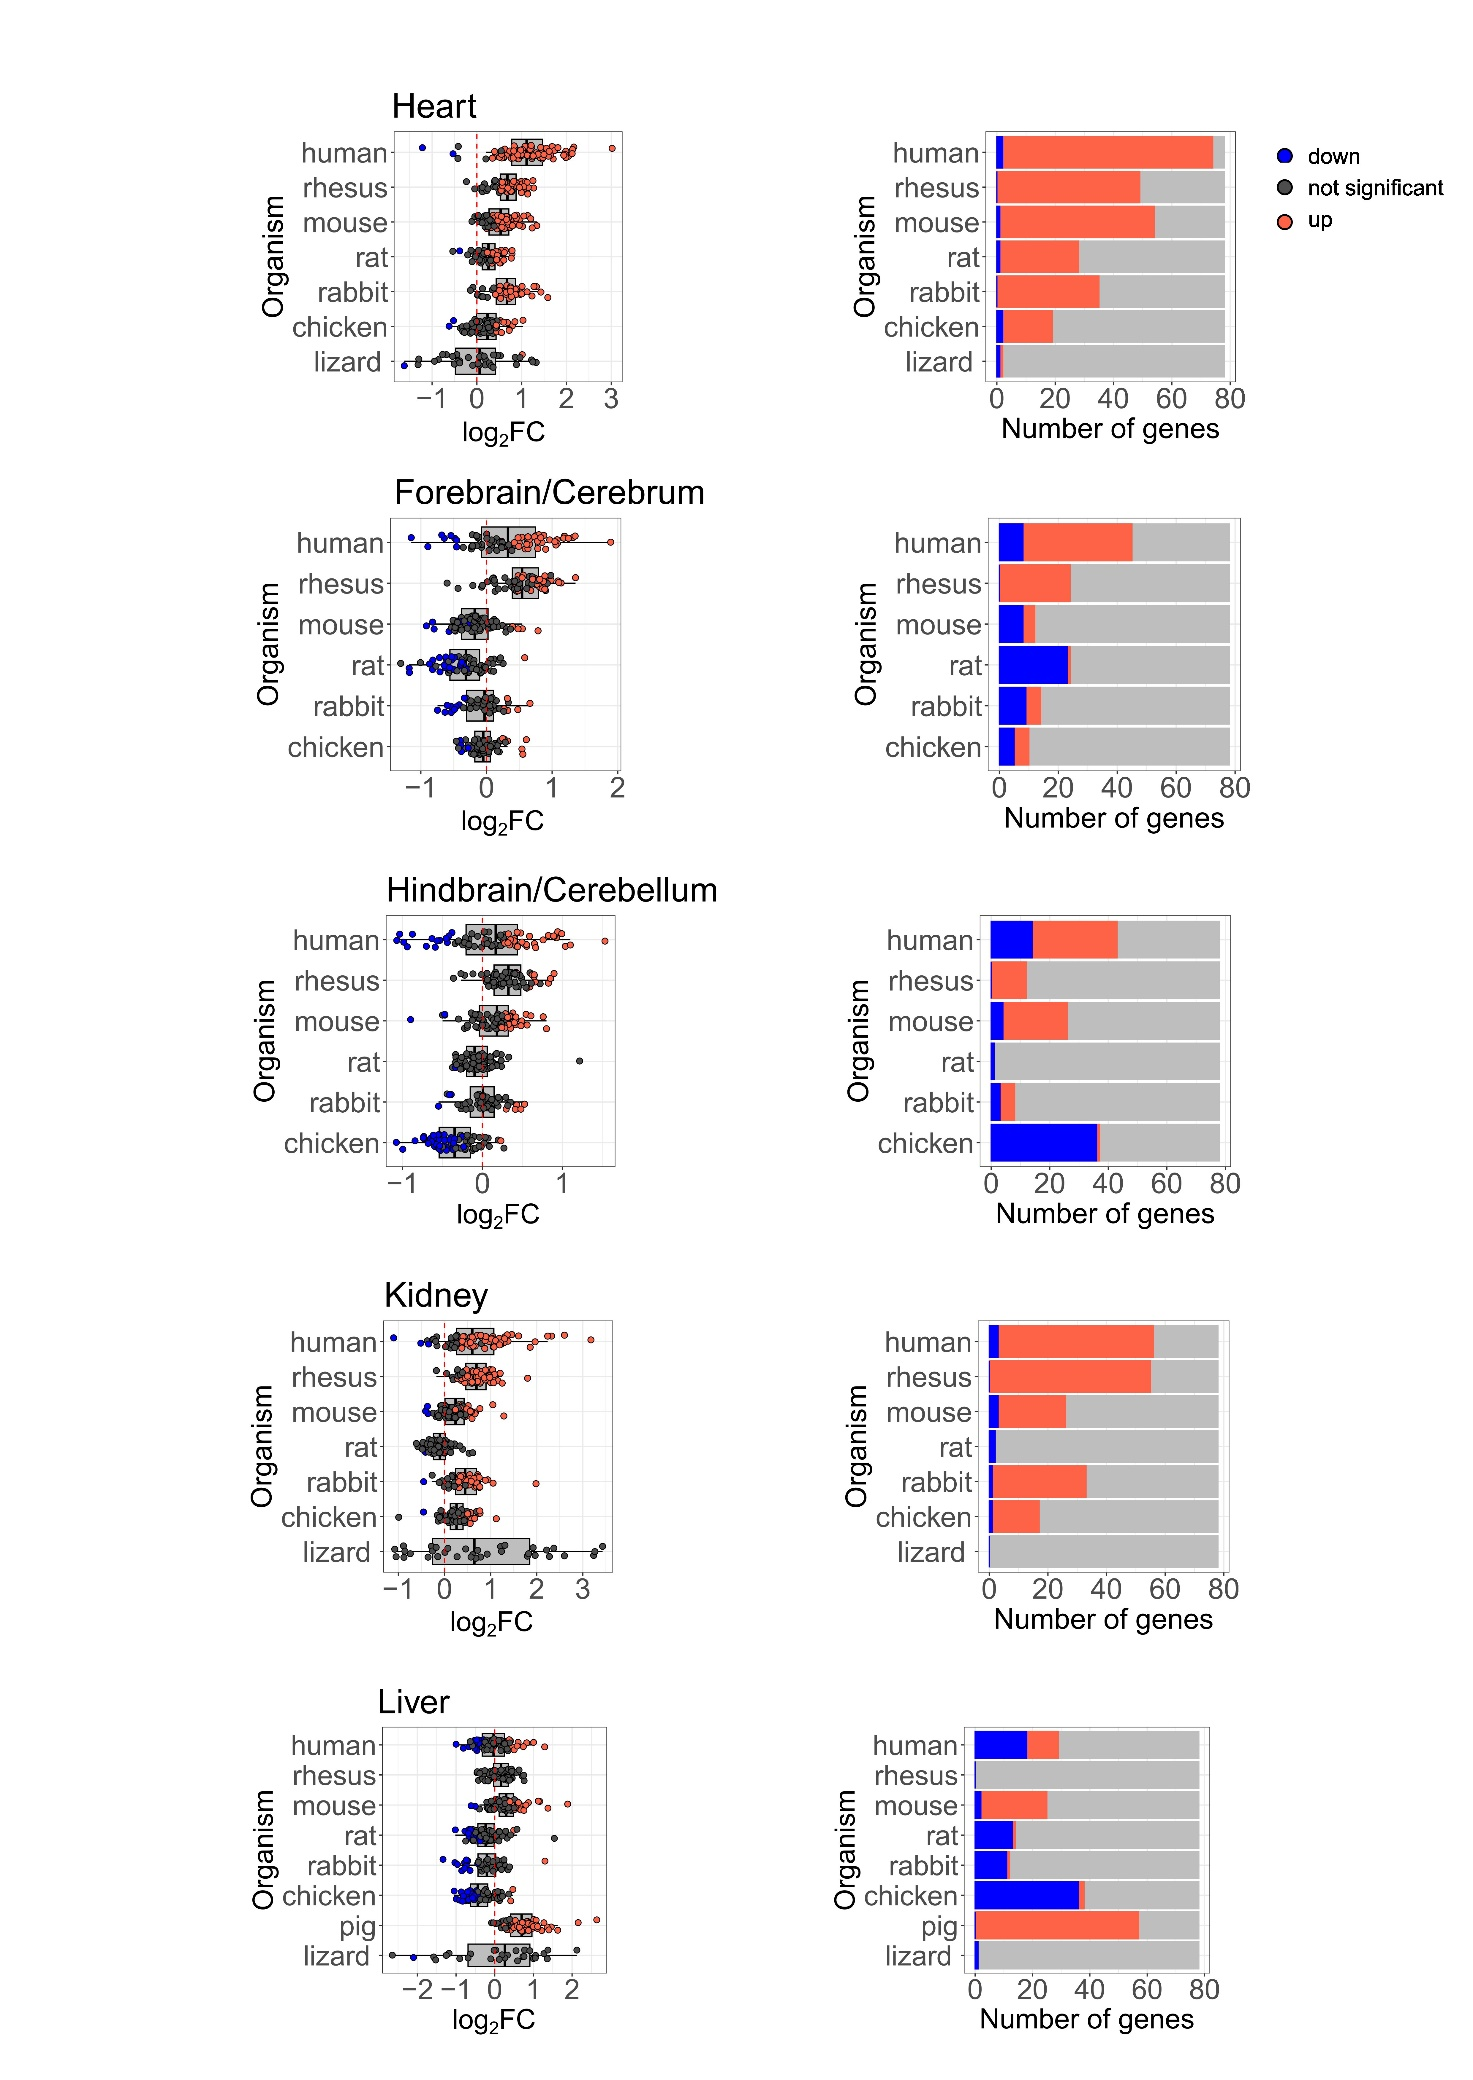 Heart
human
rhesus
mouse
rat
rabbit
chicken
lizard
Organism
−1 0 1 2 3
log₂FC
human
rhesus
mouse
rat
rabbit
chicken
lizard
Organism
0 20 40 60 80
Number of genes
down
not significant
up
Forebrain/Cerebrum
human
rhesus
mouse
rat
rabbit
chicken
Organism
−1 0 1 2
log₂FC
human
rhesus
mouse
rat
rabbit
chicken
Organism
0 20 40 60 80
Number of genes
Hindbrain/Cerebellum
human
rhesus
mouse
rat
rabbit
chicken
Organism
−1 0 1
log₂FC
human
rhesus
mouse
rat
rabbit
chicken
Organism
0 20 40 60 80
Number of genes
Kidney
human
rhesus
mouse
rat
rabbit
chicken
lizard
Organism
−1 0 1 2 3
log₂FC
human
rhesus
mouse
rat
rabbit
chicken
lizard
Organism
0 20 40 60 80
Number of genes
Liver
human
rhesus
mouse
rat
rabbit
chicken
pig
lizard
Organism
−2 −1 0 1 2
log₂FC
human
rhesus
mouse
rat
rabbit
chicken
pig
lizard
Organism
0 20 40 60 80
Number of genes